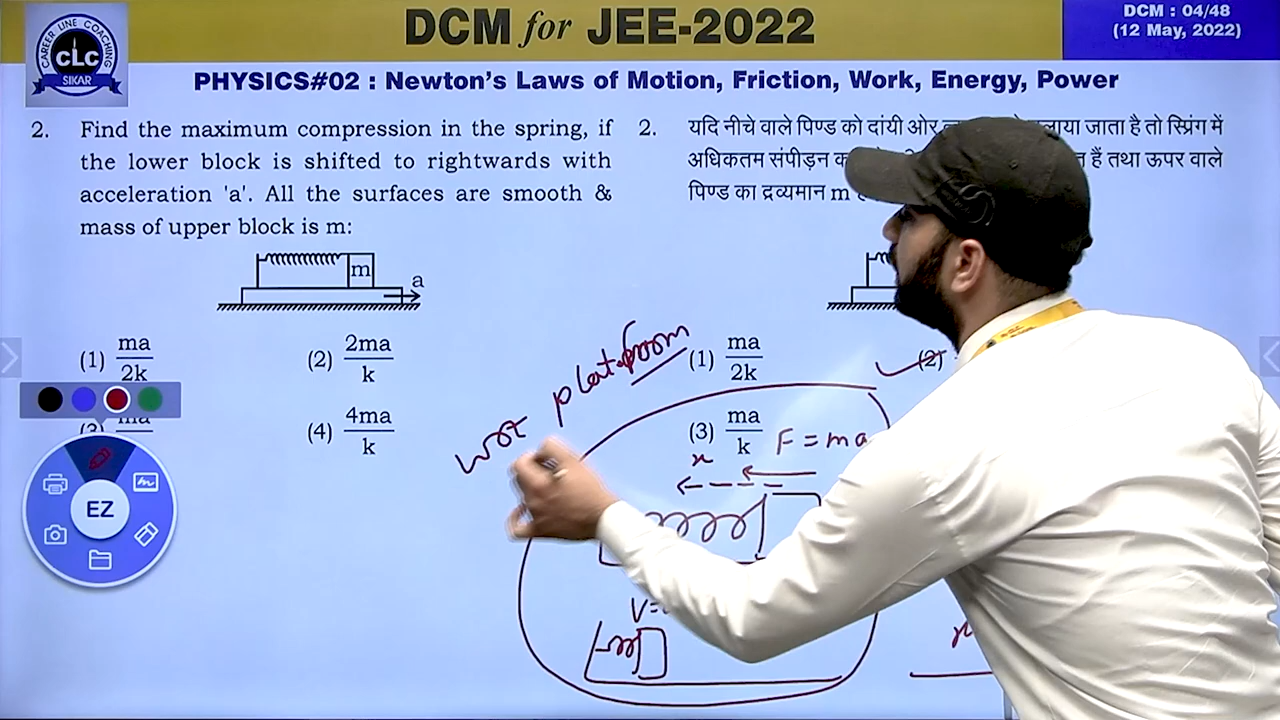 DCM for JEE-2022
DCM : 04/48
(12 May, 2022)
CAREER LINE COACHING
CLC
SIKAR
PHYSICS#02 : Newton's Laws of Motion, Friction, Work, Energy, Power
2. Find the maximum compression in the spring, if
the lower block is shifted to rightwards with
acceleration 'a'. All the surfaces are smooth &
mass of upper block is m:
m
a
(1) ma/2k
(2) 2ma/k
(3) ma
(4) 4ma/k
2. यदि नीचे वाले पिण्ड को दांयी ओर जाता है तो स्प्रिंग में
अधिकतम संपीड़न हैं तथा ऊपर वाले
पिण्ड का द्रव्यमान m
(1) ma/2k
(2)
(3) ma/k
EZ
wrt platefrom
F = ma
x
V=
x